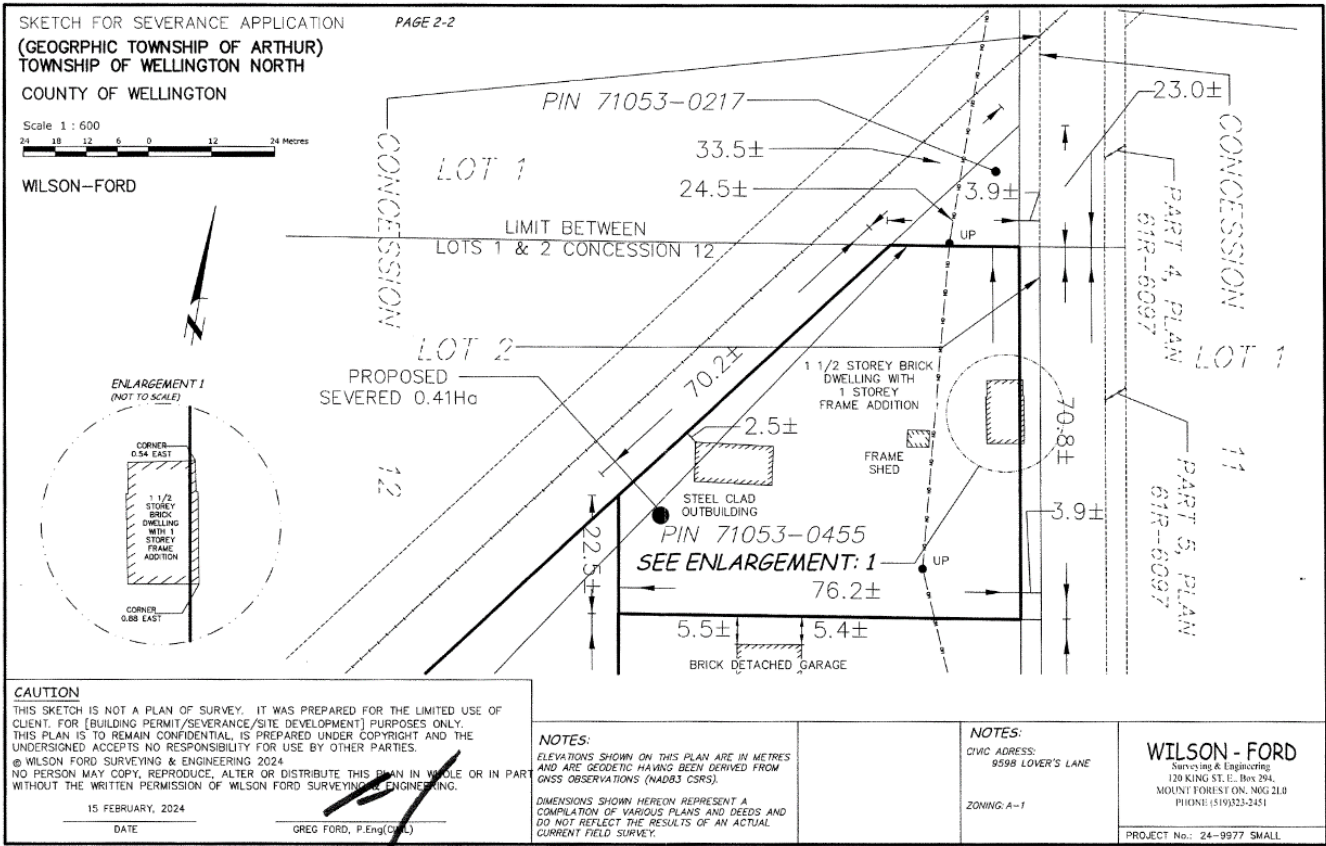 SKETCH FOR SEVERANCE APPLICATION
PAGE 2-2
(GEOGRPHIC TOWNSHIP OF ARTHUR)
TOWNSHIP OF WELLINGTON NORTH
COUNTY OF WELLINGTON
Scale 1 : 600
24 18 12 6 0 12 24 Metres
WILSON-FORD
CONCESSION
12
LOT 1
PIN 71053-0217
33.5±
24.5±
3.9±
23.0±
UP
LIMIT BETWEEN
LOTS 1 & 2 CONCESSION 12
CONCESSION
11
PART 4, PLAN
61R-6097
LOT 1
LOT 2
PROPOSED
SEVERED 0.41Ha
70.2±
1 1/2 STOREY BRICK
DWELLING WITH
1 STOREY
FRAME ADDITION
70.8±
2.5±
FRAME
SHED
STEEL CLAD
OUTBUILDING
PIN 71053-0455
SEE ENLARGEMENT: 1
UP
3.9±
PART 5, PLAN
61R-6097
22.5±
76.2±
5.5±
5.4±
BRICK DETACHED GARAGE
ENLARGEMENT 1
(NOT TO SCALE)
CORNER
0.54 EAST
1 1/2
STOREY
BRICK
DWELLING
WITH 1
STOREY
FRAME
ADDITION
CORNER
0.88 EAST
CAUTION
THIS SKETCH IS NOT A PLAN OF SURVEY. IT WAS PREPARED FOR THE LIMITED USE OF
CLIENT. FOR [BUILDING PERMIT/SEVERANCE/SITE DEVELOPMENT] PURPOSES ONLY.
THIS PLAN IS TO REMAIN CONFIDENTIAL, IS PREPARED UNDER COPYRIGHT AND THE
UNDERSIGNED ACCEPTS NO RESPONSIBILITY FOR USE BY OTHER PARTIES.
© WILSON FORD SURVEYING & ENGINEERING 2024
NO PERSON MAY COPY, REPRODUCE, ALTER OR DISTRIBUTE THIS PLAN IN WHOLE OR IN PART
WITHOUT THE WRITTEN PERMISSION OF WILSON FORD SURVEYING & ENGINEERING.
15 FEBRUARY, 2024
DATE
GREG FORD, P.Eng(CIVIL)
NOTES:
ELEVATIONS SHOWN ON THIS PLAN ARE IN METRES
AND ARE GEODETIC HAVING BEEN DERIVED FROM
GNSS OBSERVATIONS (NAD83 CSRS).
DIMENSIONS SHOWN HEREON REPRESENT A
COMPILATION OF VARIOUS PLANS AND DEEDS AND
DO NOT REFLECT THE RESULTS OF AN ACTUAL
CURRENT FIELD SURVEY.
NOTES:
CIVIC ADRESS:
9598 LOVER'S LANE
ZONING: A-1
WILSON - FORD
Surveying & Engineering
120 KING ST. E., Box 294,
MOUNT FOREST ON. N0G 2L0
PHONE (519)323-2451
PROJECT No.: 24-9977 SMALL